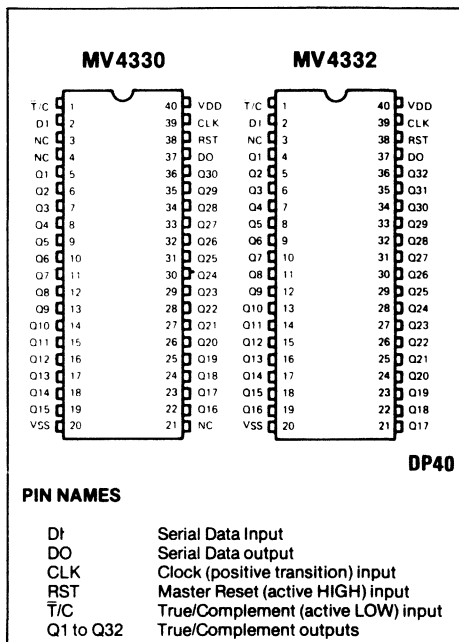 MV4330 MV4332
T̅/C 1 40 VDD T/C 1 40 VDD
DI 2 39 CLK DI 2 39 CLK
NC 3 38 RST NC 3 38 RST
NC 4 37 DO Q1 4 37 DO
Q1 5 36 Q30 Q2 5 36 Q32
Q2 6 35 Q29 Q3 6 35 Q31
Q3 7 34 Q28 Q4 7 34 Q30
Q4 8 33 Q27 Q5 8 33 Q29
Q5 9 32 Q26 Q6 9 32 Q28
Q6 10 31 Q25 Q7 10 31 Q27
Q7 11 30 Q24 Q8 11 30 Q26
Q8 12 29 Q23 Q9 12 29 Q25
Q9 13 28 Q22 Q10 13 28 Q24
Q10 14 27 Q21 Q11 14 27 Q23
Q11 15 26 Q20 Q12 15 26 Q22
Q12 16 25 Q19 Q13 16 25 Q21
Q13 17 24 Q18 Q14 17 24 Q20
Q14 18 23 Q17 Q15 18 23 Q19
Q15 19 22 Q16 Q16 19 22 Q18
VSS 20 21 NC VSS 20 21 Q17
DP40
PIN NAMES
DI Serial Data Input
DO Serial Data output
CLK Clock (positive transition) input
RST Master Reset (active HIGH) input
T̅/C True/Complement (active LOW) input
Q1 to Q32 True/Complement outputs